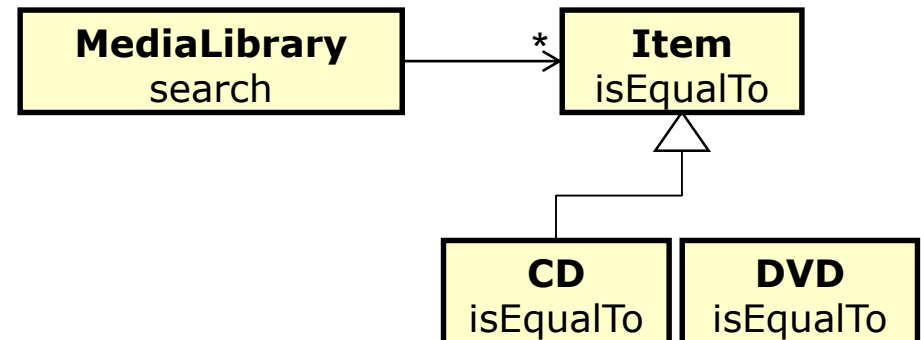 MediaLibrary
search
*
Item
isEqualTo
CD
isEqualTo
DVD
isEqualTo